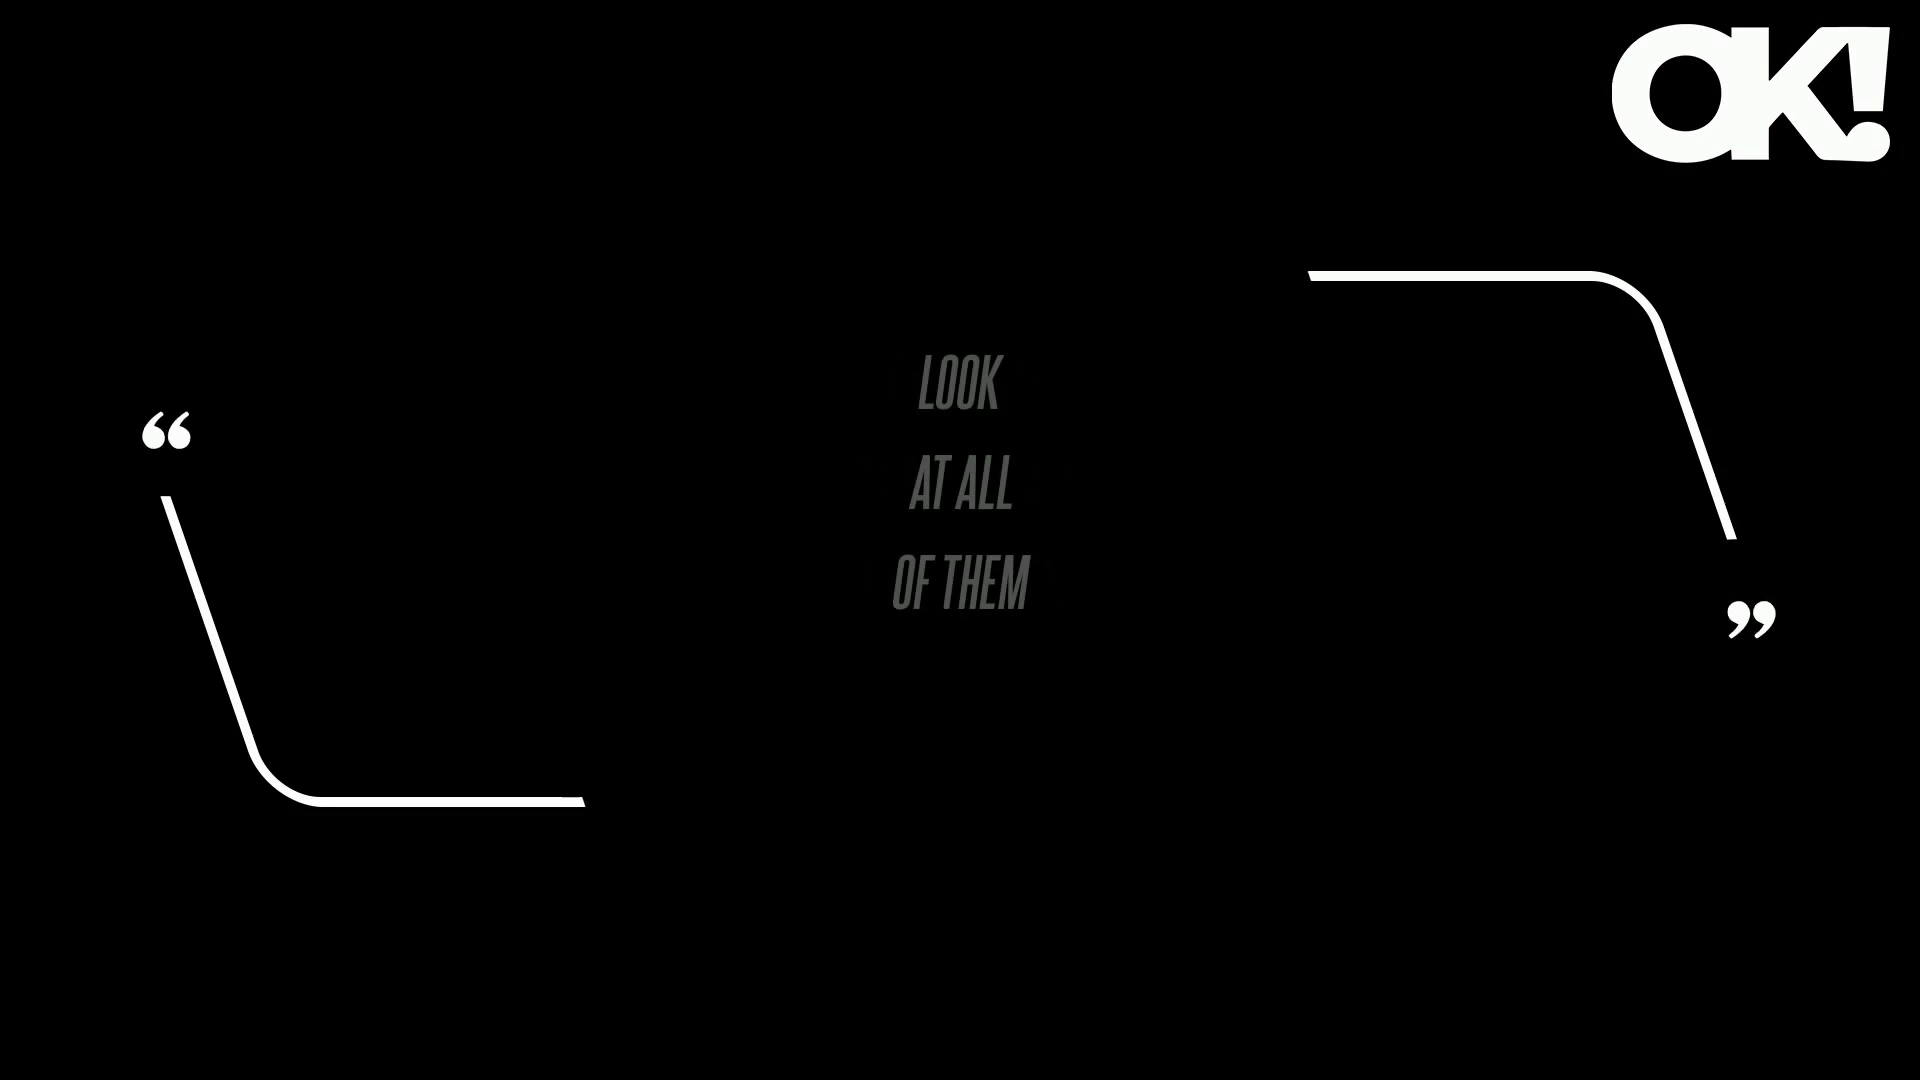 OK!
“
LOOK
AT ALL
OF THEM
”